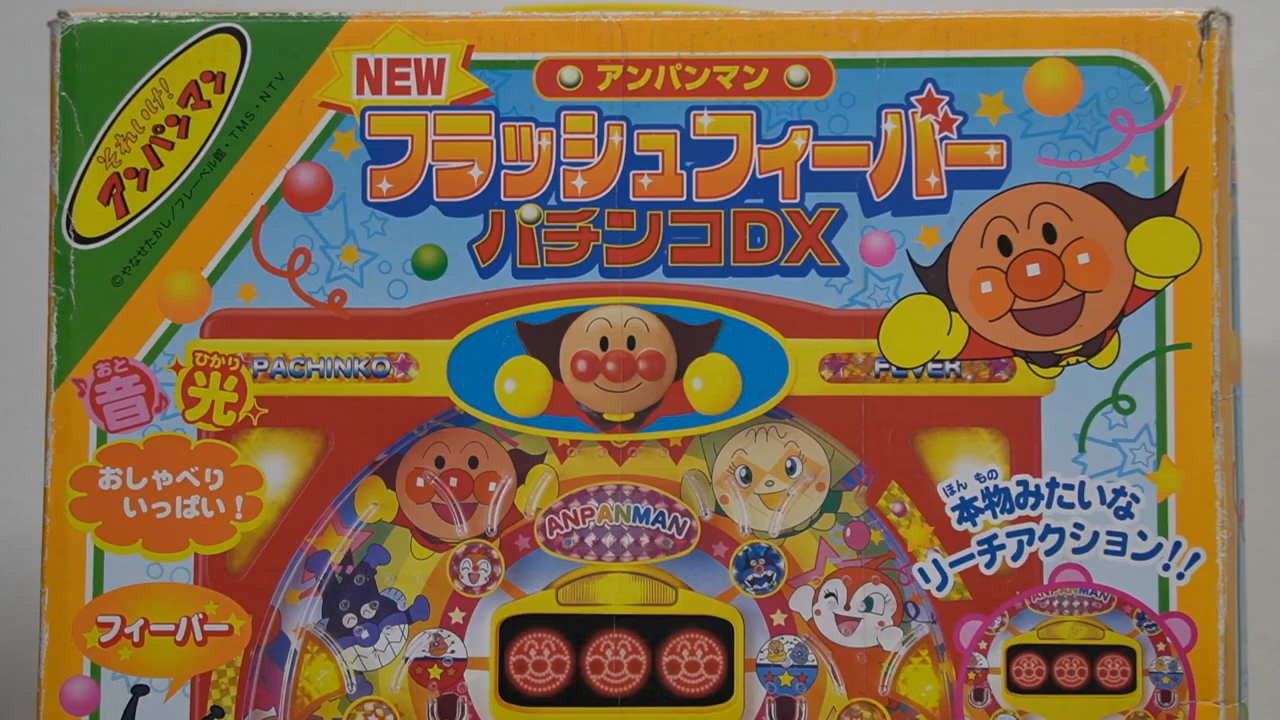 それいけ!
アンパンマン
©やなせたかし/フレーベル館・TMS・NTV
NEW
アンパンマン
フラッシュフィーバー
パチンコDX
おと
音
ひかり
光
PACHINKO
FEVER
おしゃべり
いっぱい!
ANPANMAN
ほんもの
本物みたいな
リーチアクション!!
フィーバー
ANPANMAN